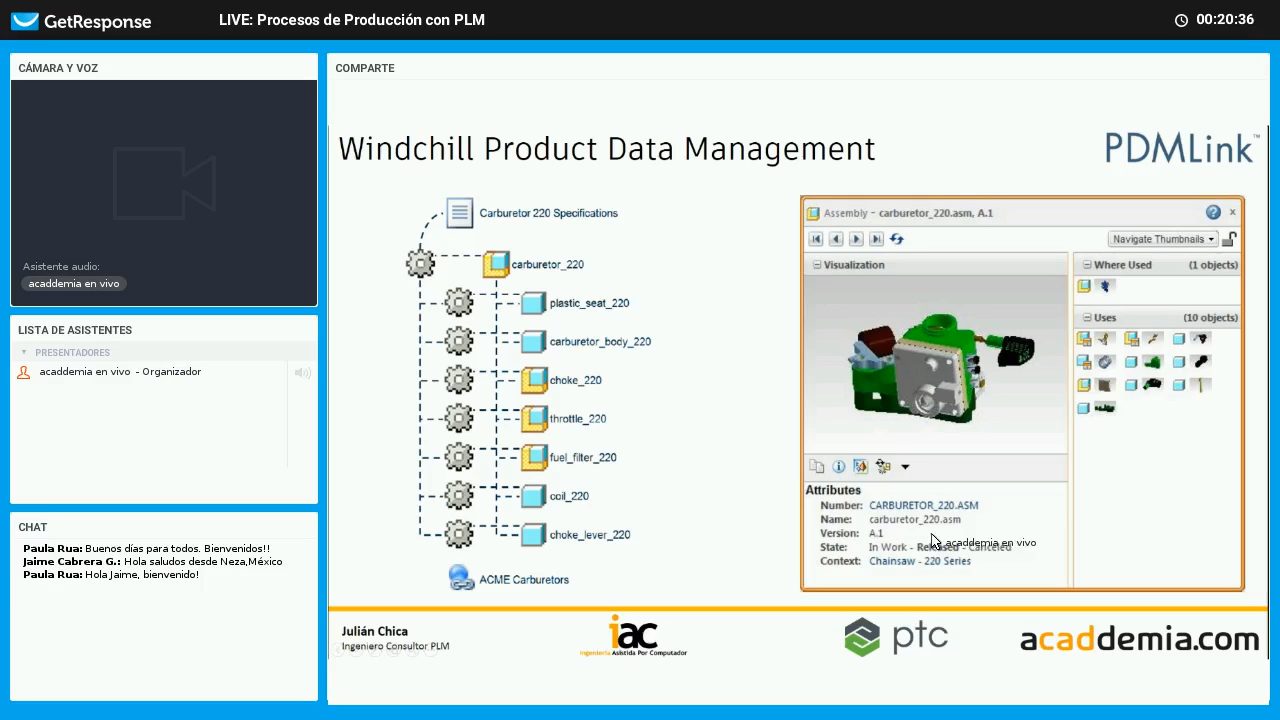 GetResponse
LIVE: Procesos de Producción con PLM
00:20:36
CÁMARA Y VOZ
Asistente audio:
acaddemia en vivo
LISTA DE ASISTENTES
PRESENTADORES
acaddemia en vivo - Organizador
CHAT
Paula Rua: Buenos días para todos. Bienvenidos!!
Jaime Cabrera G.: Hola saludos desde Neza,México
Paula Rua: Hola Jaime, bienvenido!
COMPARTE
Windchill Product Data Management
PDMLink™
Carburetor 220 Specifications
carburetor_220
plastic_seat_220
carburetor_body_220
choke_220
throttle_220
fuel_filter_220
coil_220
choke_lever_220
ACME Carburetors
Assembly - carburetor_220.asm, A.1
Navigate Thumbnails
Visualization
Where Used (1 objects)
Uses (10 objects)
Attributes
Number: CARBURETOR_220.ASM
Name: carburetor_220.asm
Version: A.1
acaddemia en vivo
State: In Work - Released - Canceled
Context: Chainsaw - 220 Series
Julián Chica
Ingeniero Consultor PLM
iac
Ingeniería Asistida Por Computador
ptc
acaddemia.com